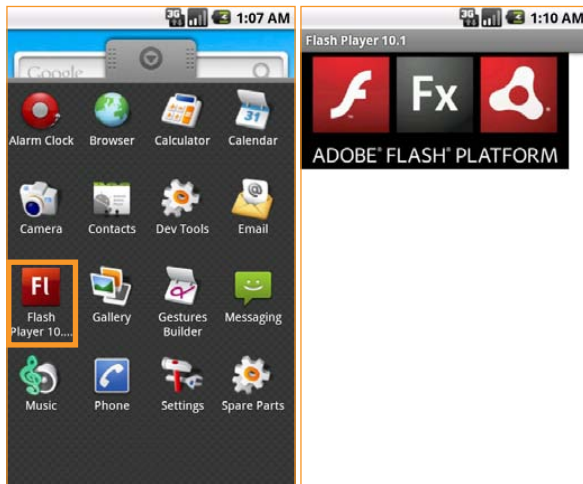 3G 1:07 AM
Google
31
@
Alarm Clock Browser Calculator Calendar
Camera Contacts Dev Tools Email
Fl
Flash Player 10.... Gallery Gestures Builder Messaging
Music Phone Settings Spare Parts
3G 1:10 AM
Flash Player 10.1
Fx
ADOBE® FLASH® PLATFORM